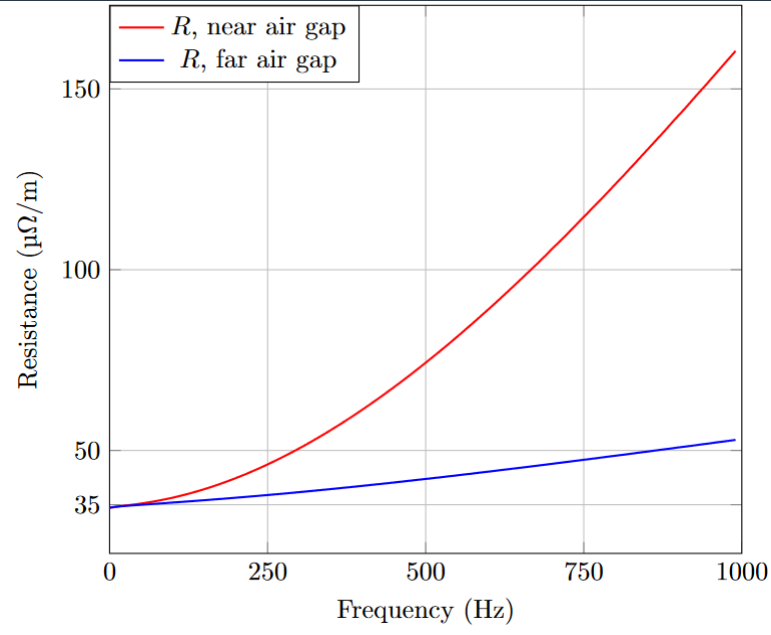 R, near air gap
R, far air gap
150
100
50
35
Resistance (µΩ/m)
0 250 500 750 1000
Frequency (Hz)